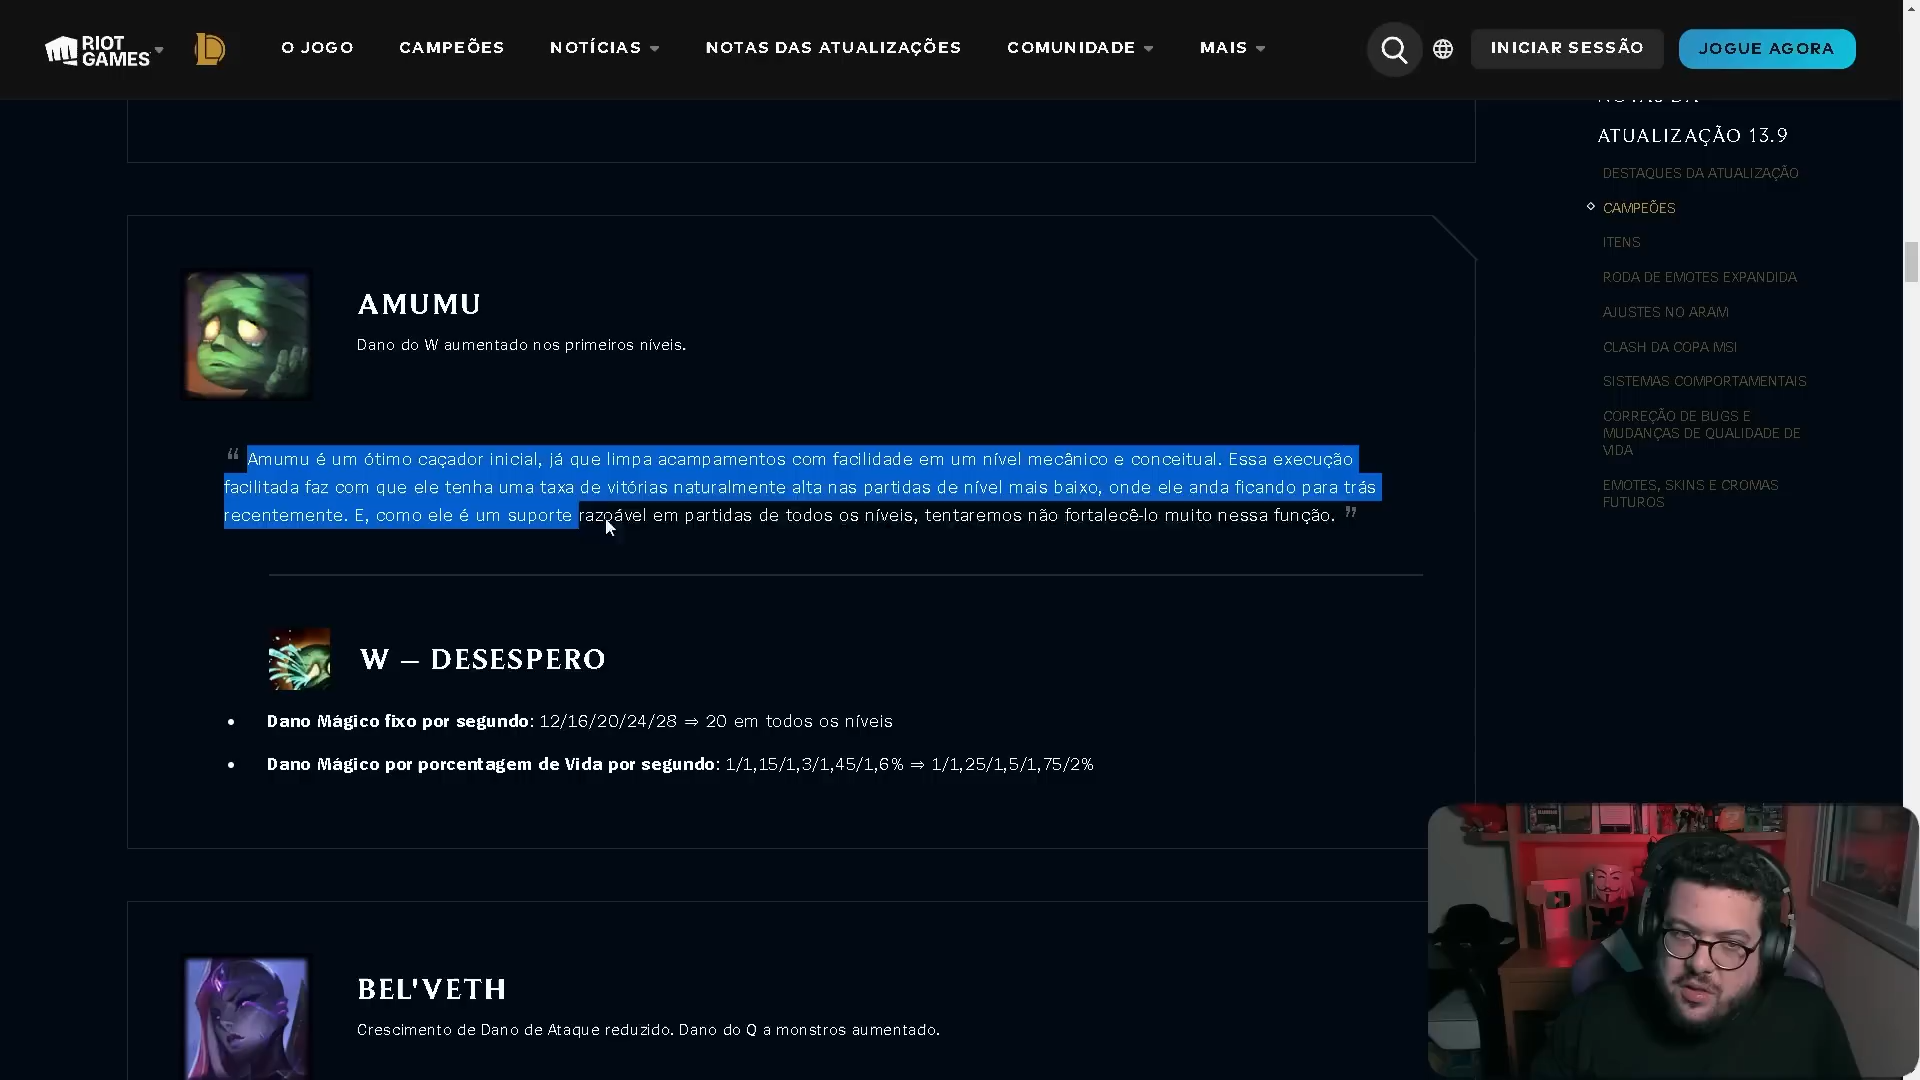 RIOT GAMES
O JOGO
CAMPEÕES
NOTÍCIAS
NOTAS DAS ATUALIZAÇÕES
COMUNIDADE
MAIS
INICIAR SESSÃO
JOGUE AGORA
NOTAS DA
ATUALIZAÇÃO 13.9
DESTAQUES DA ATUALIZAÇÃO
CAMPEÕES
ITENS
RODA DE EMOTES EXPANDIDA
AJUSTES NO ARAM
CLASH DA COPA MSI
SISTEMAS COMPORTAMENTAIS
CORREÇÃO DE BUGS E
MUDANÇAS DE QUALIDADE DE
VIDA
EMOTES, SKINS E CROMAS
FUTUROS
AMUMU
Dano do W aumentado nos primeiros níveis.
“ Amumu é um ótimo caçador inicial, já que limpa acampamentos com facilidade em um nível mecânico e conceitual. Essa execução
facilitada faz com que ele tenha uma taxa de vitórias naturalmente alta nas partidas de nível mais baixo, onde ele anda ficando para trás
recentemente. E, como ele é um suporte razoável em partidas de todos os níveis, tentaremos não fortalecê-lo muito nessa função. ”
W – DESESPERO
• Dano Mágico fixo por segundo: 12/16/20/24/28 ⇒ 20 em todos os níveis
• Dano Mágico por porcentagem de Vida por segundo: 1/1,15/1,3/1,45/1,6% ⇒ 1/1,25/1,5/1,75/2%
BEL'VETH
Crescimento de Dano de Ataque reduzido. Dano do Q a monstros aumentado.